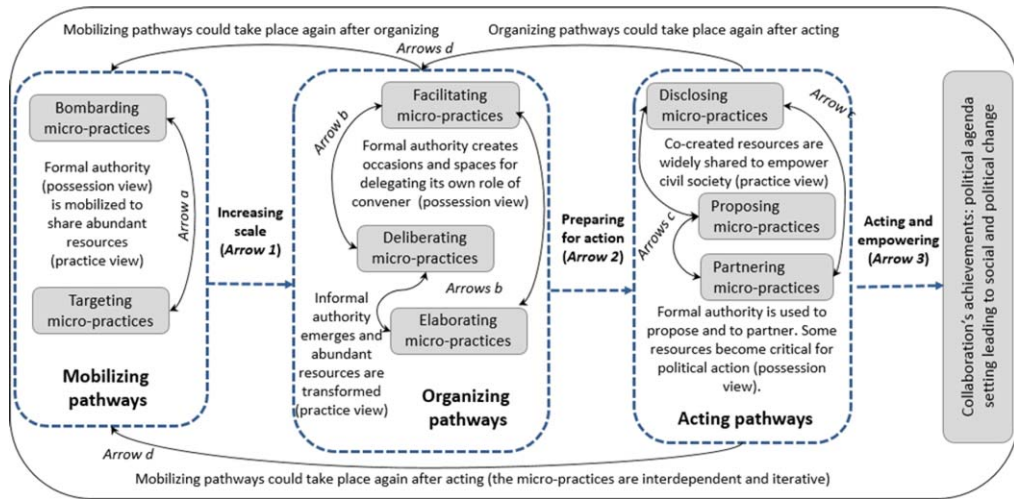 Mobilizing pathways could take place again after organizing
Organizing pathways could take place again after acting
Arrows d
Bombarding
micro-practices
Formal authority
(possession view)
is mobilized to
share abundant
resources
(practice view)
Arrow a
Targeting
micro-practices
Mobilizing
pathways
Increasing
scale
(Arrow 1)
Facilitating
micro-practices
Arrow b
Formal authority creates
occasions and spaces for
delegating its own role of
convener (possession view)
Deliberating
micro-practices
Arrows b
Informal
authority
emerges and
abundant
resources are
transformed
(practice view)
Elaborating
micro-practices
Organizing
pathways
Preparing
for action
(Arrow 2)
Disclosing
micro-practices
Arrow c
Co-created resources are
widely shared to empower
civil society (practice view)
Proposing
micro-practices
Arrows c
Partnering
micro-practices
Formal authority is used to
propose and to partner. Some
resources become critical for
political action (possession
view).
Acting pathways
Acting and
empowering
(Arrow 3)
Collaboration's achievements: political agenda
setting leading to social and political change
Arrow d
Mobilizing pathways could take place again after acting (the micro-practices are interdependent and iterative)